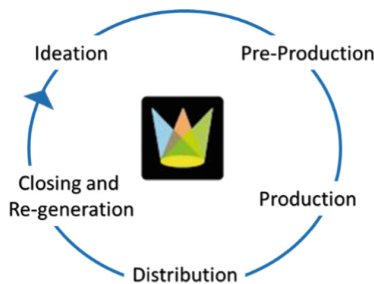 Ideation
Pre-Production
Production
Distribution
Closing and
Re-generation